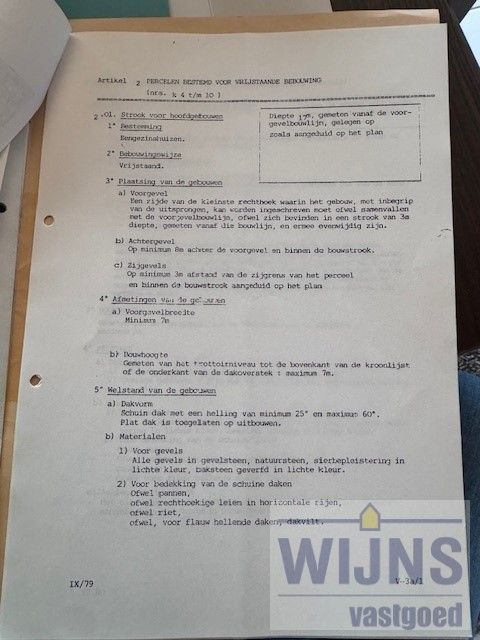 Artikel 2 PERCELEN BESTEMD VOOR VRIJSTAANDE BEBOUWING
(nrs. k 4 t/m 10 )
2.01. Strook voor hoofdgebouwen
Diepte gemeten vanaf de voor-
gevelbouwlijn, gelegen op
zoals aangeduid op het plan
1° Bestemming
Eengezinshuizen.
2° Bebouwingswijze
Vrijstaand.
3° Plaatsing van de gebouwen
a) Voorgevel
Een zijde van de kleinste rechthoek waarin het gebouw, met inbegrip
van de uitsprongen, kan worden ingeschreven moet ofwel samenvallen
met de voorgevelbouwlijn, ofwel zich bevinden in een strook van 3m
diepte, gemeten vanaf die bouwlijn, en ermee evenwijdig zijn.
b) Achtergevel
Op minimum 8m achter de voorgevel en binnen de bouwstrook.
c) Zijgevels
Op minimum 3m afstand van de zijgrens van het perceel
en binnen de bouwstrook aangeduid op het plan
4° Afmetingen van de gebouwen
a) Voorgevelbreedte
Minimum 7m
b) Bouwhoogte
Gemeten van het trottoirniveau tot de bovenkant van de kroonlijst
of de onderkant van de dakoverstek : maximum 7m.
5° Welstand van de gebouwen
a) Dakvorm
Schuin dak met een helling van minimum 25° en maximum 60°.
Plat dak is toegelaten op uitbouwen.
b) Materialen
1) Voor gevels
Alle gevels in gevelsteen, natuursteen, sierbepleistering in
lichte kleur, baksteen geverfd in lichte kleur.
2) Voor bedekking van de schuine daken
Ofwel pannen,
ofwel rechthoekige leien in horizontale rijen,
ofwel riet,
ofwel, voor flauw hellende daken, dakvilt.
IX/79
V-3a/1
WIJNS
vastgoed